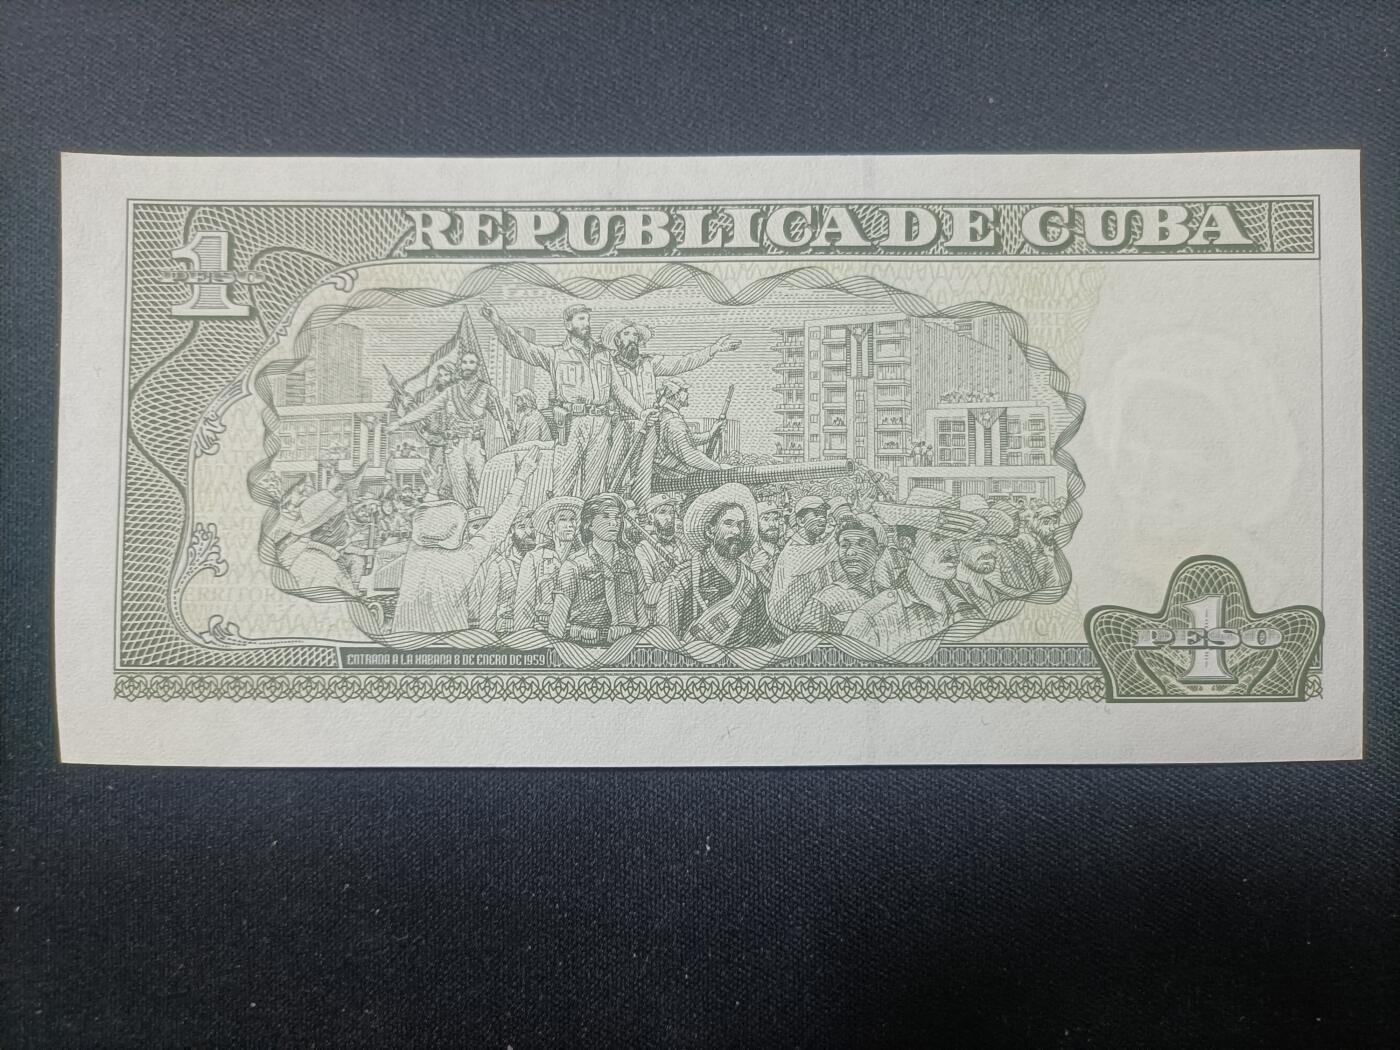 REPUBLICA DE CUBA
1
PESO
ENTRADA A LA HABANA 8 DE ENERO DE 1959
1
PESO